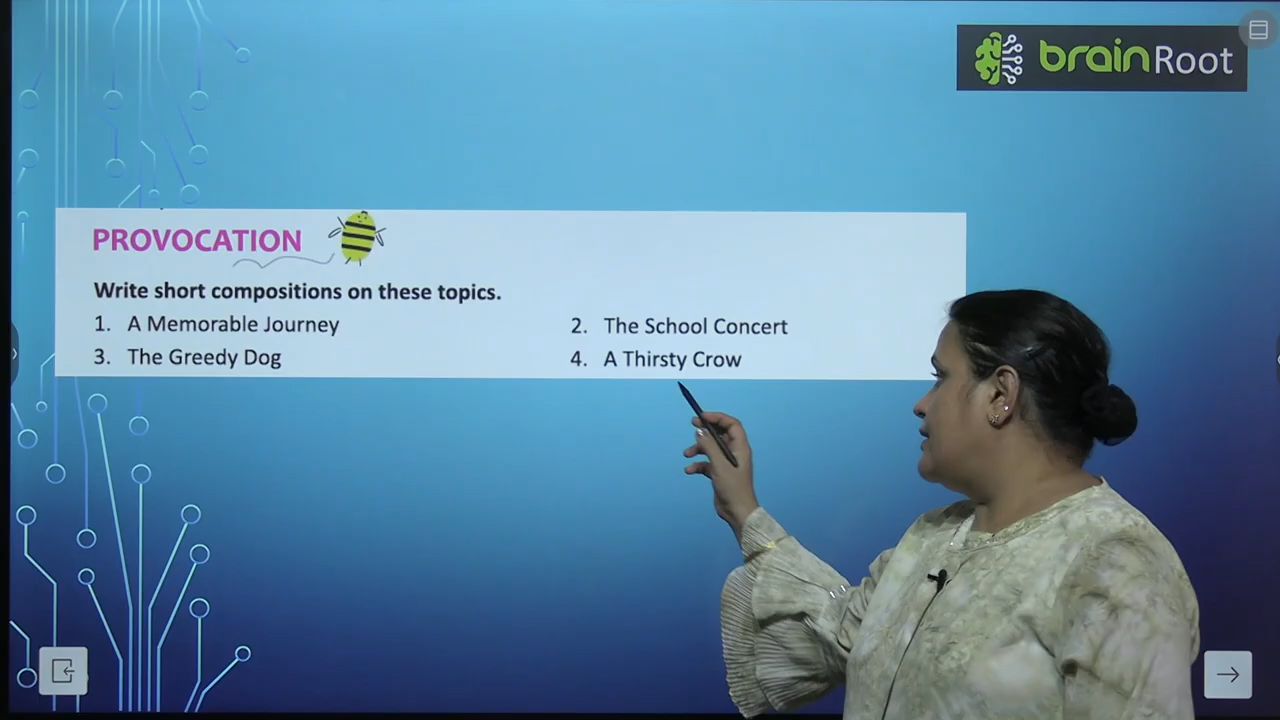 brainRoot
PROVOCATION
Write short compositions on these topics.
1. A Memorable Journey
2. The School Concert
3. The Greedy Dog
4. A Thirsty Crow